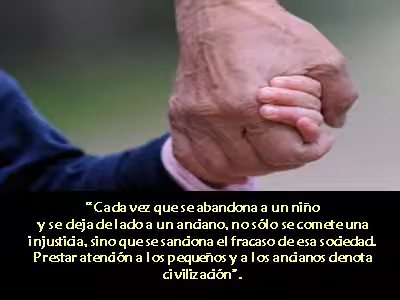 “Cada vez que se abandona a un niño
y se deja de lado a un anciano, no sólo se comete una
injusticia, sino que se sanciona el fracaso de esa sociedad.
Prestar atención a los pequeños y a los ancianos denota
civilización”.